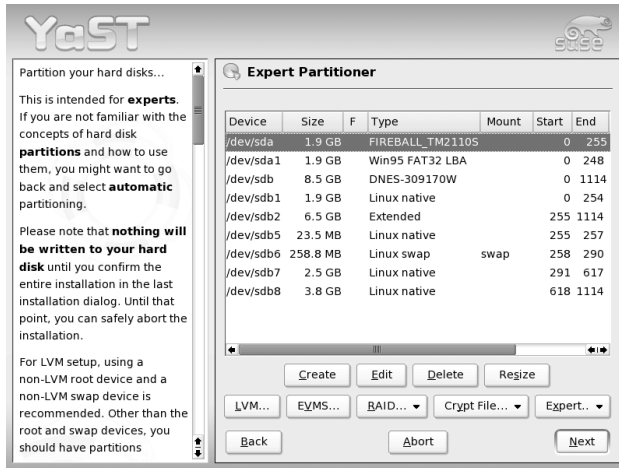 YaST
SUSE
Partition your hard disks...
This is intended for experts.
If you are not familiar with the
concepts of hard disk
partitions and how to use
them, you might want to go
back and select automatic
partitioning.
Please note that nothing will
be written to your hard
disk until you confirm the
entire installation in the last
installation dialog. Until that
point, you can safely abort the
installation.
For LVM setup, using a
non-LVM root device and a
non-LVM swap device is
recommended. Other than the
root and swap devices, you
should have partitions
Expert Partitioner
Device Size F Type Mount Start End
/dev/sda 1.9 GB FIREBALL_TM2110S 0 255
/dev/sda1 1.9 GB Win95 FAT32 LBA 0 248
/dev/sdb 8.5 GB DNES-309170W 0 1114
/dev/sdb1 1.9 GB Linux native 0 254
/dev/sdb2 6.5 GB Extended 255 1114
/dev/sdb5 23.5 MB Linux native 255 257
/dev/sdb6 258.8 MB Linux swap swap 258 290
/dev/sdb7 2.5 GB Linux native 291 617
/dev/sdb8 3.8 GB Linux native 618 1114
Create Edit Delete Resize
LVM... EVMS... RAID... Crypt File... Expert..
Back Abort Next